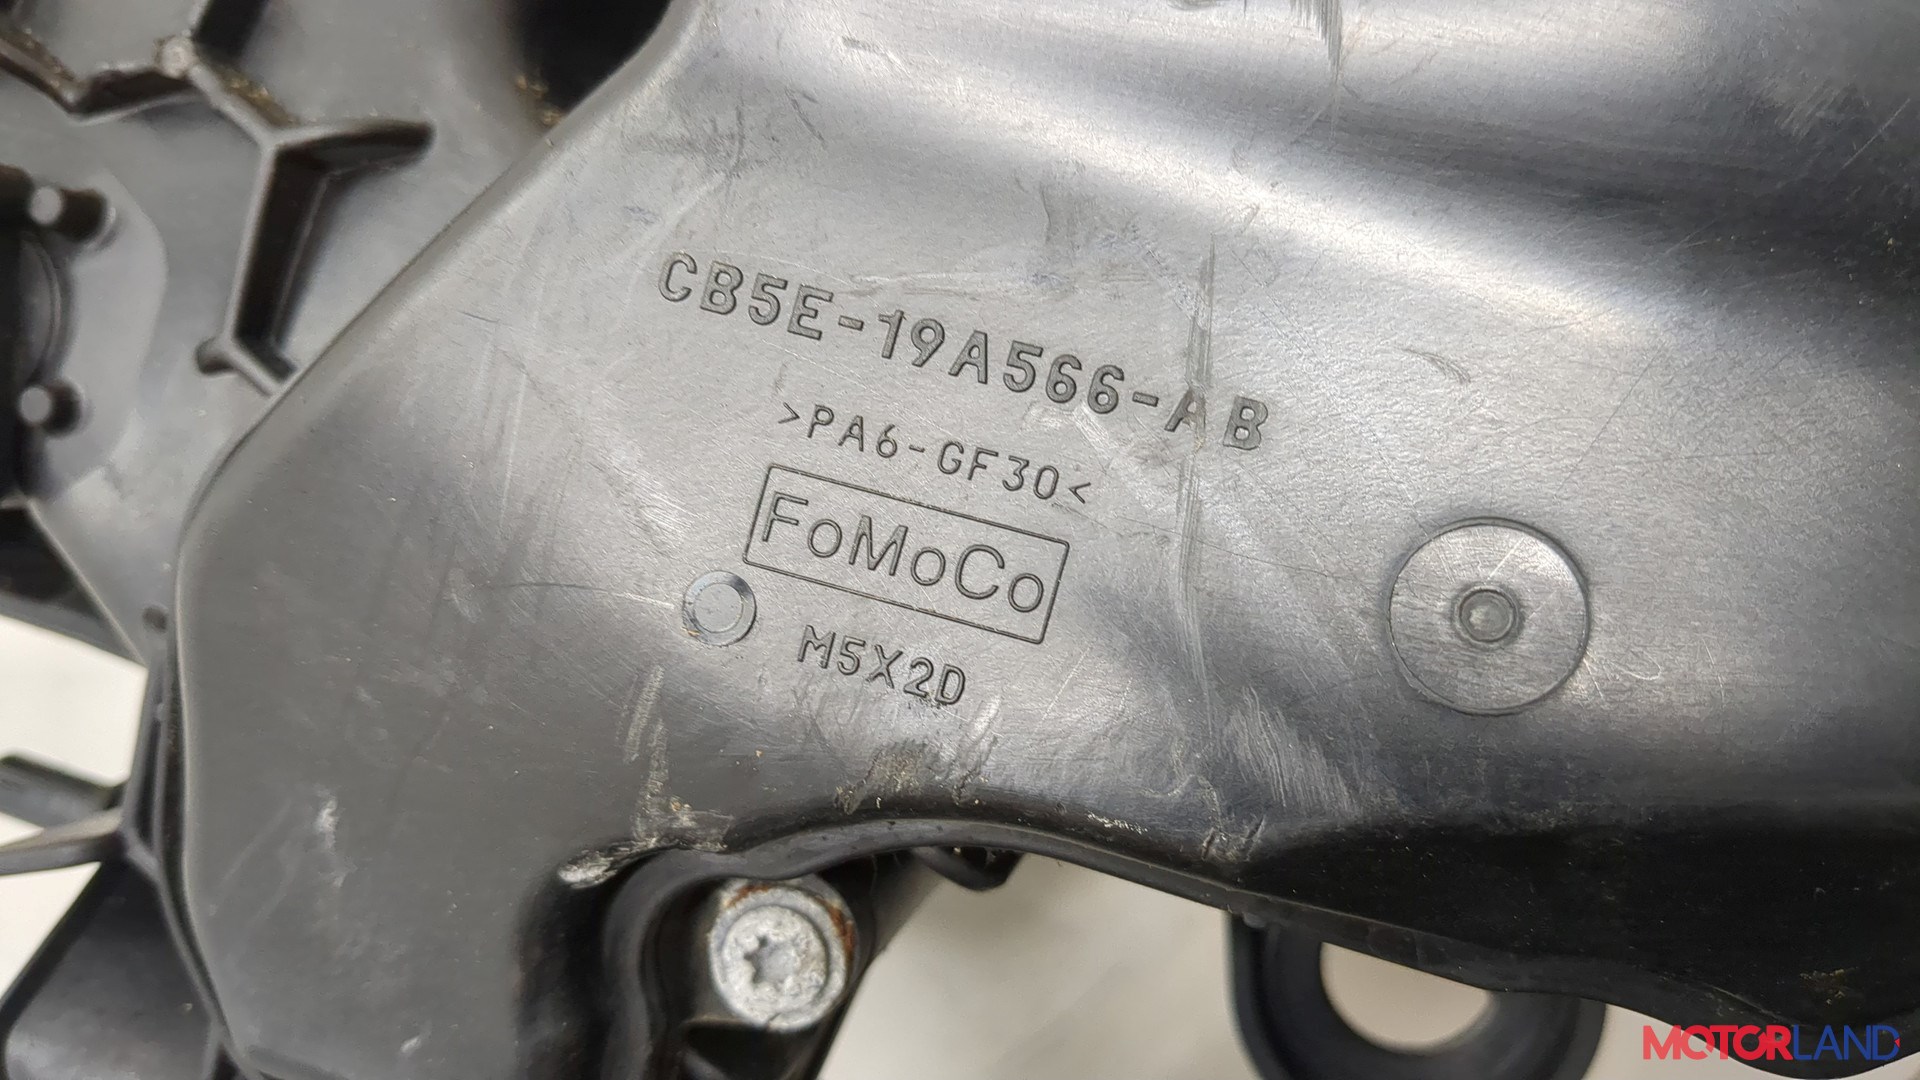 CB5E-19A566-AB
>PA6-GF30<
FoMoCo
M5X2D
MOTORLAND